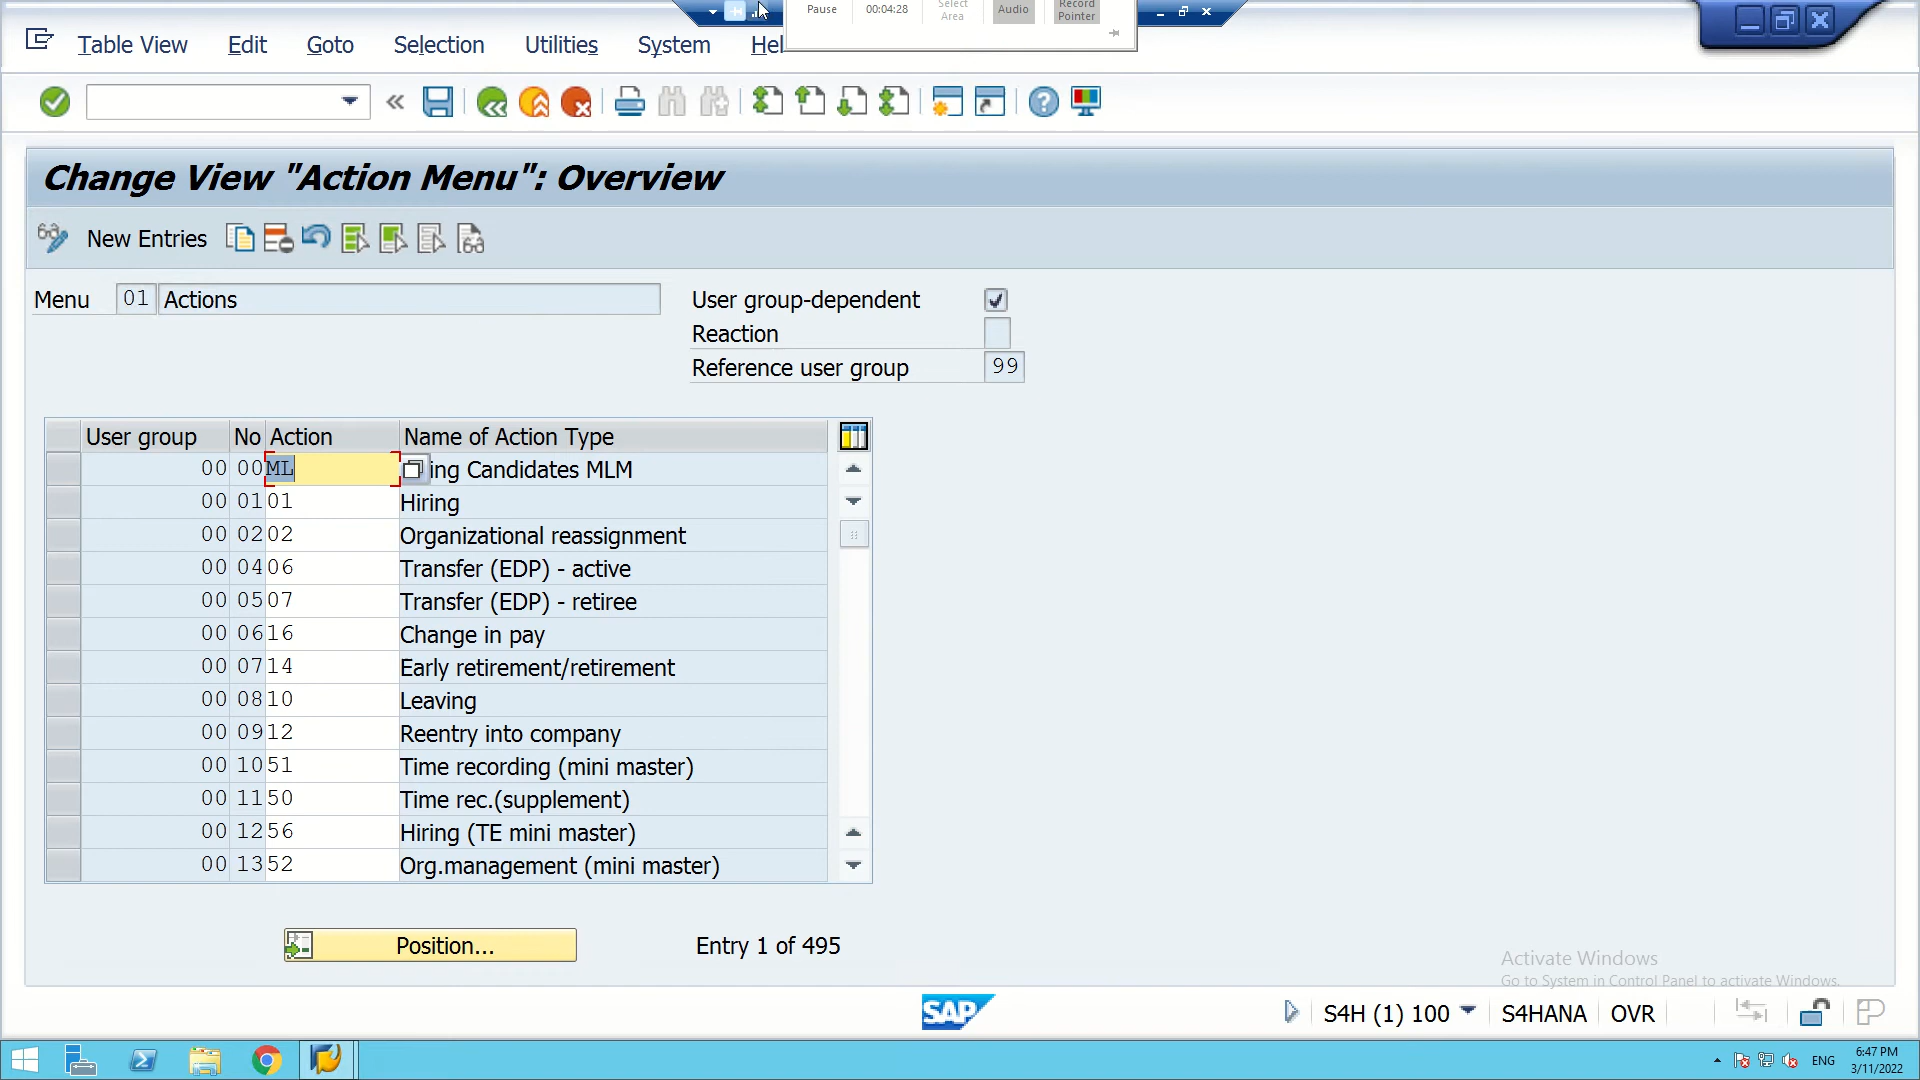 Pause 00:04:28 Select Area Audio Record Pointer
Table View Edit Goto Selection Utilities System Hel
Change View "Action Menu": Overview
New Entries
Menu 01 Actions User group-dependent
Reaction
Reference user group 99
User group No Action Name of Action Type
00 00 ML ing Candidates MLM
00 01 01 Hiring
00 02 02 Organizational reassignment
00 04 06 Transfer (EDP) - active
00 05 07 Transfer (EDP) - retiree
00 06 16 Change in pay
00 07 14 Early retirement/retirement
00 08 10 Leaving
00 09 12 Reentry into company
00 10 51 Time recording (mini master)
00 11 50 Time rec.(supplement)
00 12 56 Hiring (TE mini master)
00 13 52 Org.management (mini master)
Position... Entry 1 of 495
Activate Windows
Go to System in Control Panel to activate Windows.
SAP S4H (1) 100 S4HANA OVR
ENG 6:47 PM
3/11/2022